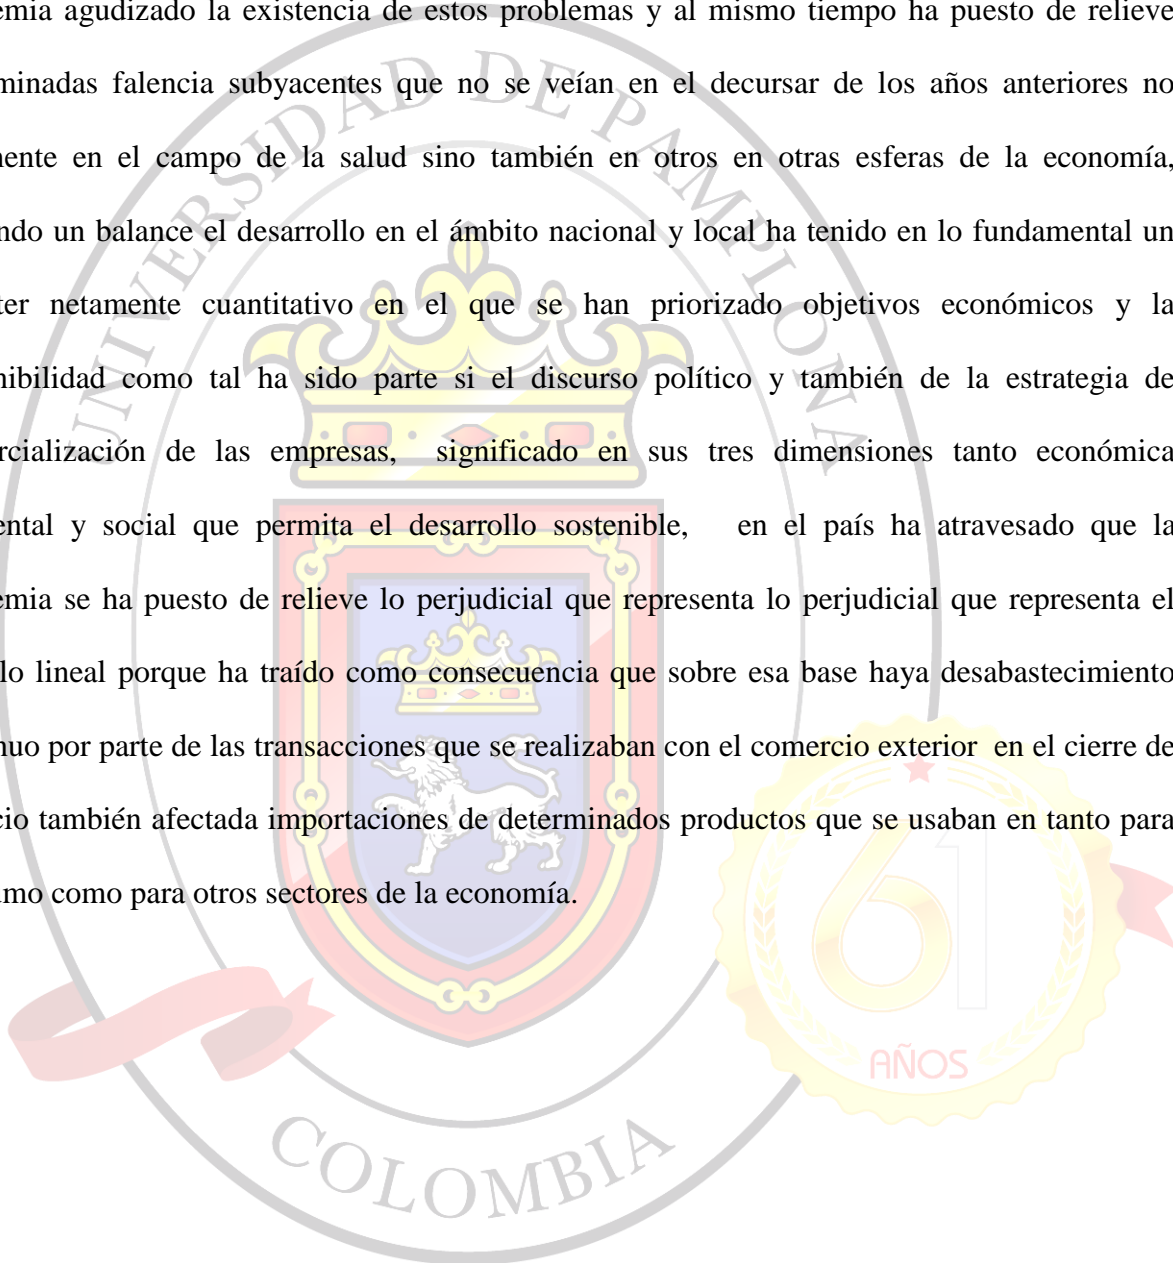 emia agudizado la existencia de estos problemas y al mismo tiempo ha puesto de relieve
minadas falencia subyacentes que no se veían en el decursar de los años anteriores no
ente en el campo de la salud sino también en otros en otras esferas de la economía,
ndo un balance el desarrollo en el ámbito nacional y local ha tenido en lo fundamental un
ter netamente cuantitativo en el que se han priorizado objetivos económicos y la
nibilidad como tal ha sido parte si el discurso político y también de la estrategia de
rcialización de las empresas, significado en sus tres dimensiones tanto económica
ental y social que permita el desarrollo sostenible, en el país ha atravesado que la
emia se ha puesto de relieve lo perjudicial que representa lo perjudicial que representa el
lo lineal porque ha traído como consecuencia que sobre esa base haya desabastecimiento
nuo por parte de las transacciones que se realizaban con el comercio exterior en el cierre de
cio también afectada importaciones de determinados productos que se usaban en tanto para
umo como para otros sectores de la economía.
UNIVERSIDAD DE PAMPLONA
61
AÑOS
COLOMBIA